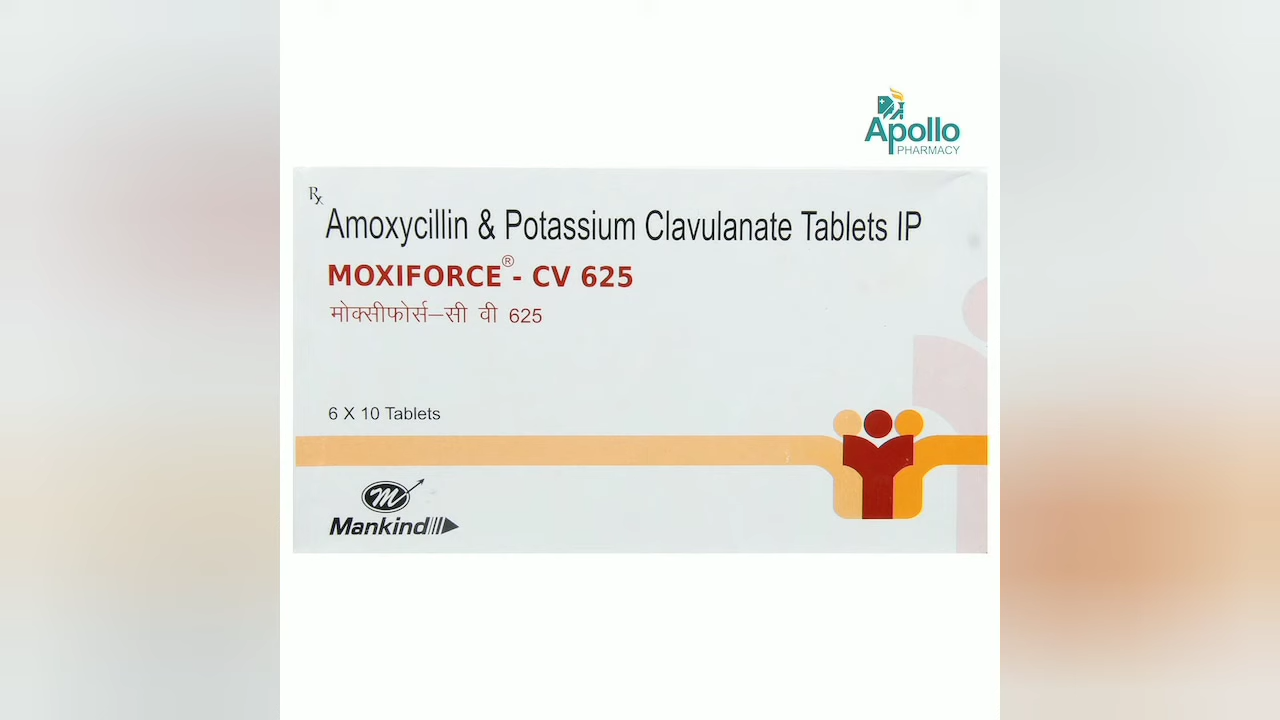 Apollo
PHARMACY
Rx
Amoxycillin & Potassium Clavulanate Tablets IP
MOXIFORCE® - CV 625
मोक्सीफोर्स–सी वी 625
6 X 10 Tablets
M
Mankind